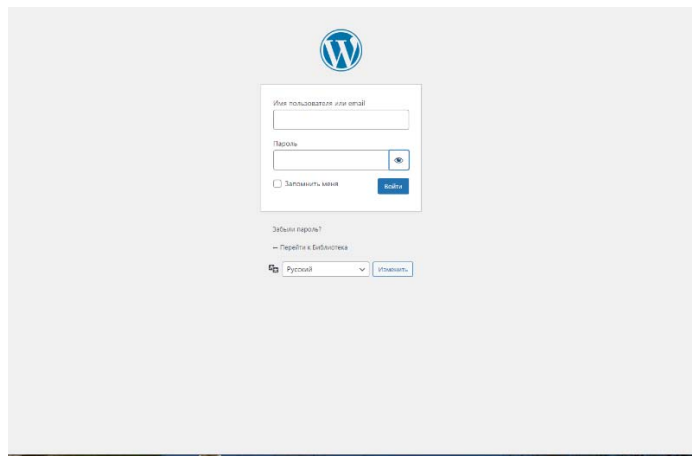 Имя пользователя или email
Пароль
Запомнить меня
Войти
Забыли пароль?
← Перейти к Библиотека
Русский
Изменить